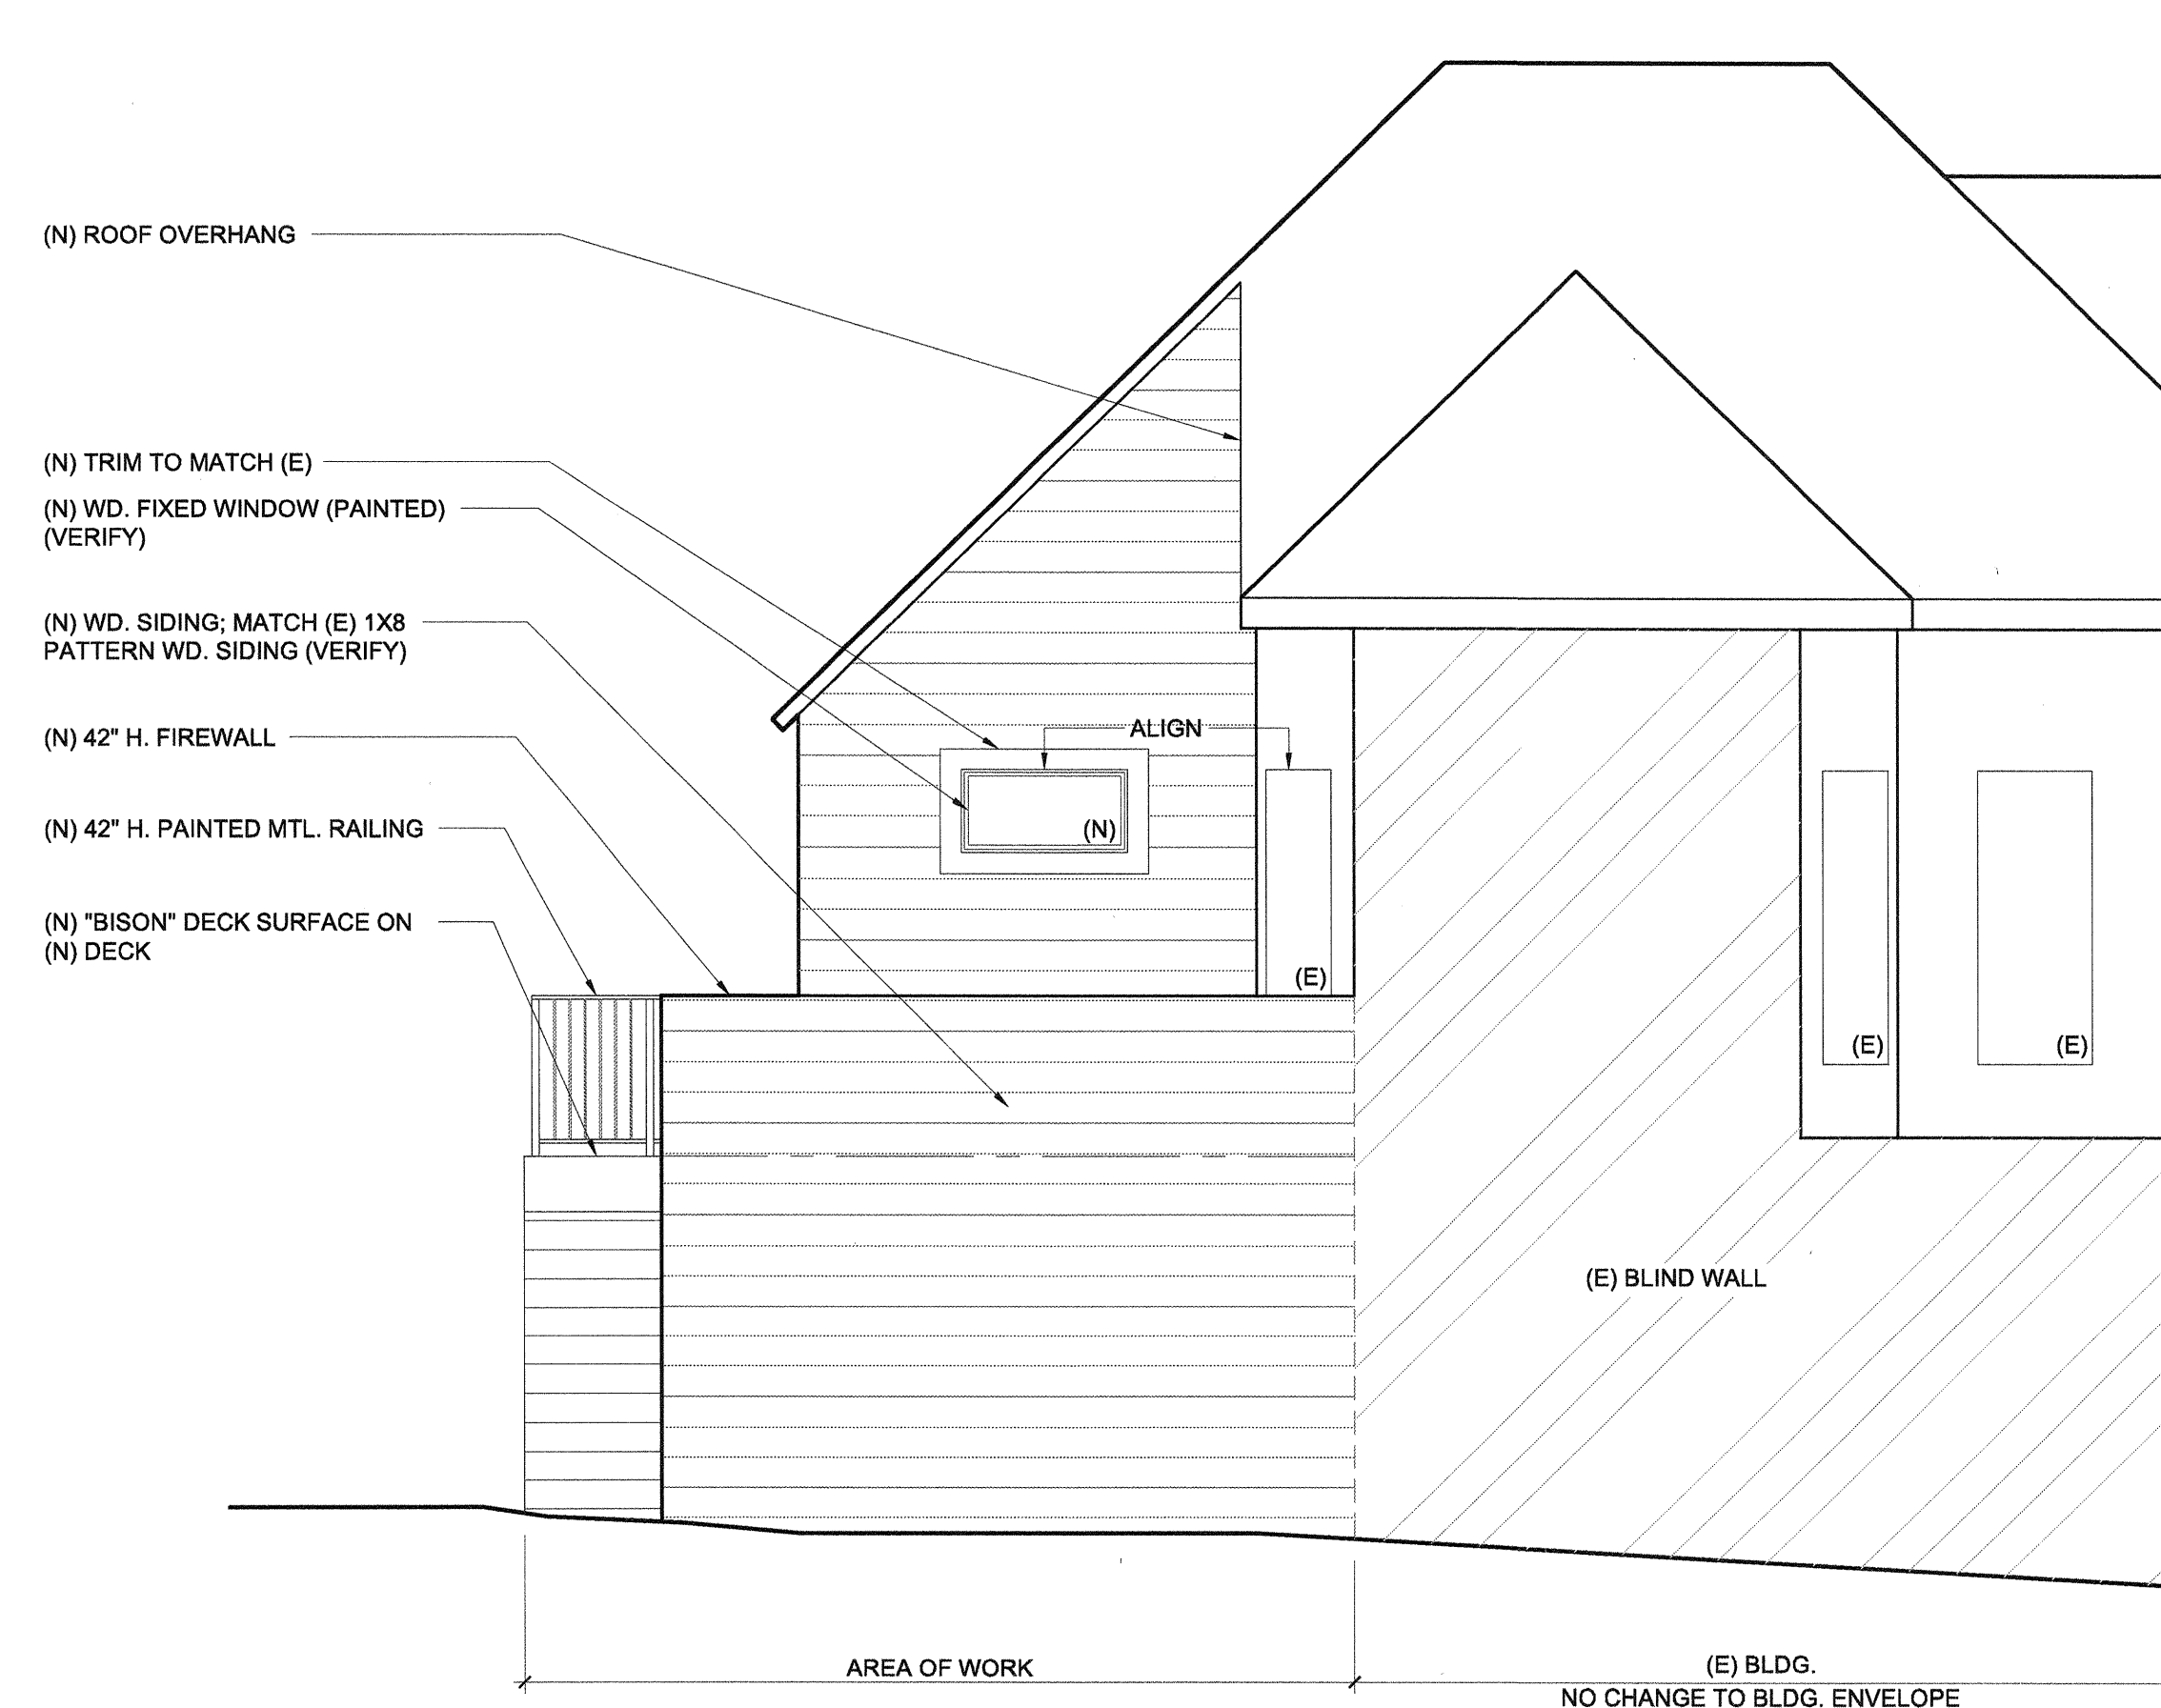 (N) ROOF OVERHANG
(N) TRIM TO MATCH (E)
(N) WD. FIXED WINDOW (PAINTED)
(VERIFY)
(N) WD. SIDING; MATCH (E) 1X8
PATTERN WD. SIDING (VERIFY)
(N) 42" H. FIREWALL
(N) 42" H. PAINTED MTL. RAILING
(N) "BISON" DECK SURFACE ON
(N) DECK
ALIGN
(N)
(E)
(E)
(E)
(E) BLIND WALL
AREA OF WORK
(E) BLDG.
NO CHANGE TO BLDG. ENVELOPE